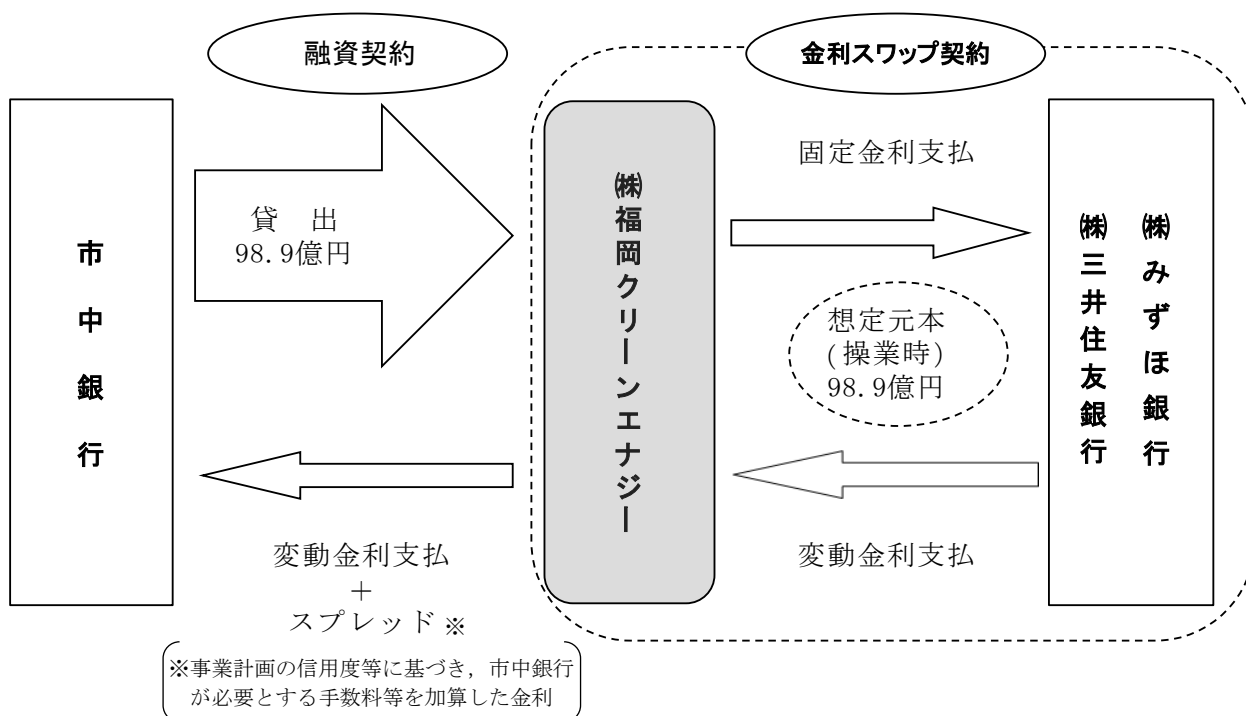 融資契約
金利スワップ契約
市中銀行
貸　出
98.9億円
㈱福岡クリーンエナジー
固定金利支払
想定元本
(操業時)
98.9億円
変動金利支払
㈱みずほ銀行
㈱三井住友銀行
変動金利支払
＋
スプレッド※
※事業計画の信用度等に基づき，市中銀行
が必要とする手数料等を加算した金利